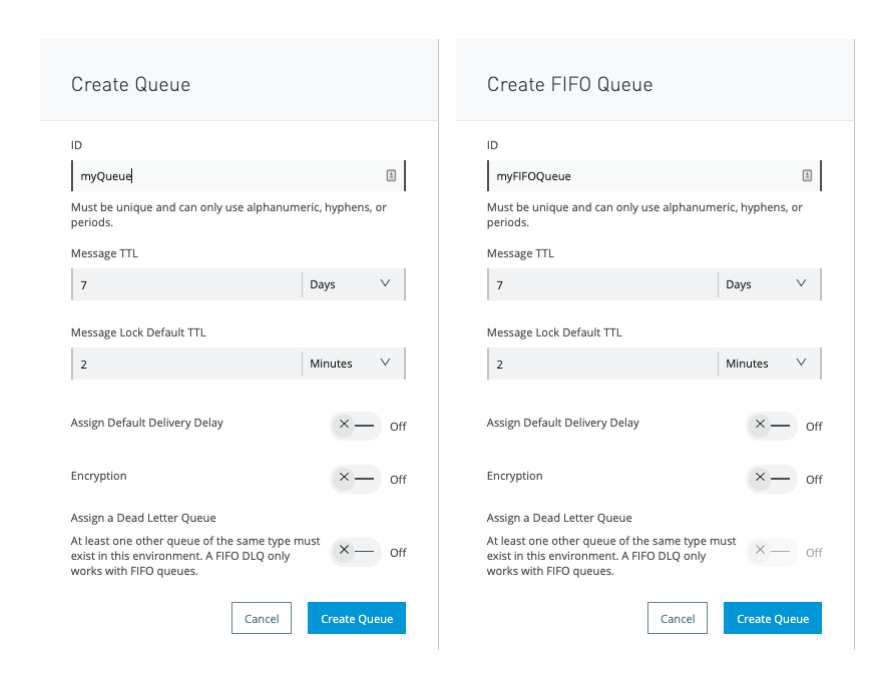 Create Queue
ID
myQueue
Must be unique and can only use alphanumeric, hyphens, or
periods.
Message TTL
7 Days
Message Lock Default TTL
2 Minutes
Assign Default Delivery Delay Off
Encryption Off
Assign a Dead Letter Queue
At least one other queue of the same type must
exist in this environment. A FIFO DLQ only
works with FIFO queues.
Off
Cancel Create Queue
Create FIFO Queue
ID
myFIFOQueue
Must be unique and can only use alphanumeric, hyphens, or
periods.
Message TTL
7 Days
Message Lock Default TTL
2 Minutes
Assign Default Delivery Delay Off
Encryption Off
Assign a Dead Letter Queue
At least one other queue of the same type must
exist in this environment. A FIFO DLQ only
works with FIFO queues.
Off
Cancel Create Queue